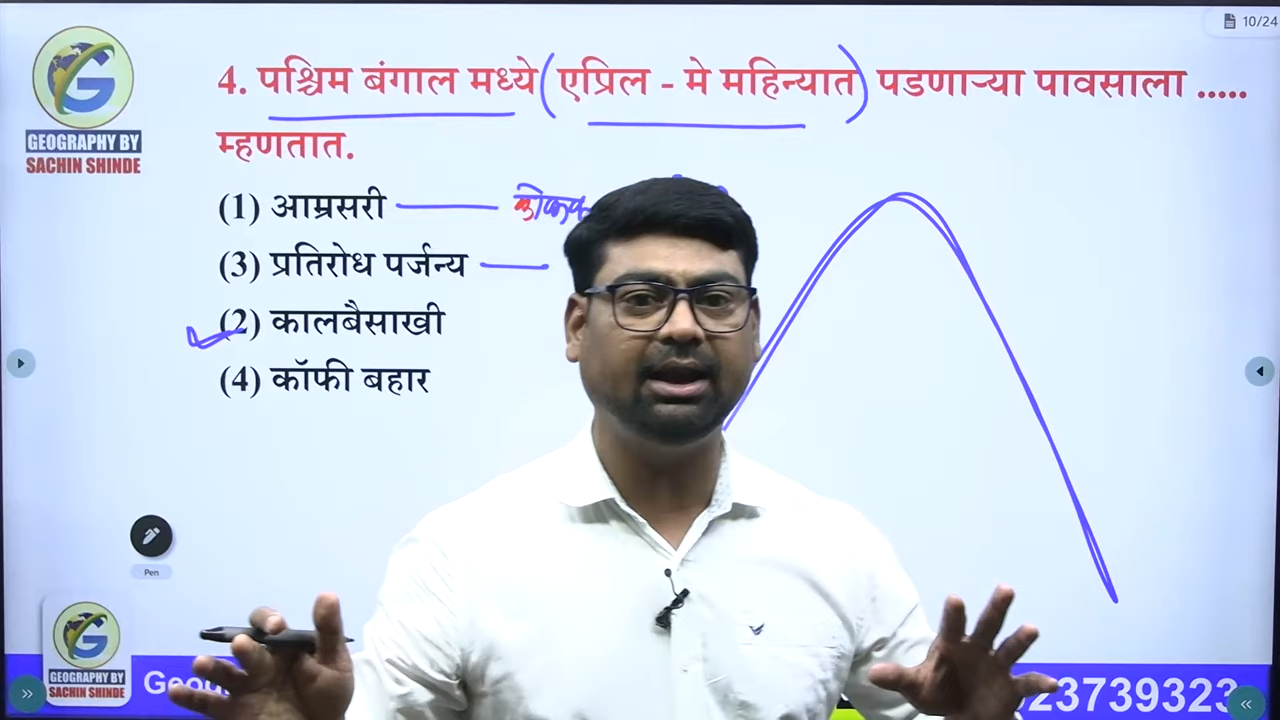 10/24
GEOGRAPHY BY
SACHIN SHINDE
4. पश्चिम बंगाल मध्ये (एप्रिल - मे महिन्यात) पडणाऱ्या पावसाला .....
म्हणतात.
(1) आम्रसरी
(3) प्रतिरोध पर्जन्य
(2) कालबैसाखी
(4) कॉफी बहार
Pen
GEOGRAPHY BY
SACHIN SHINDE
23739323